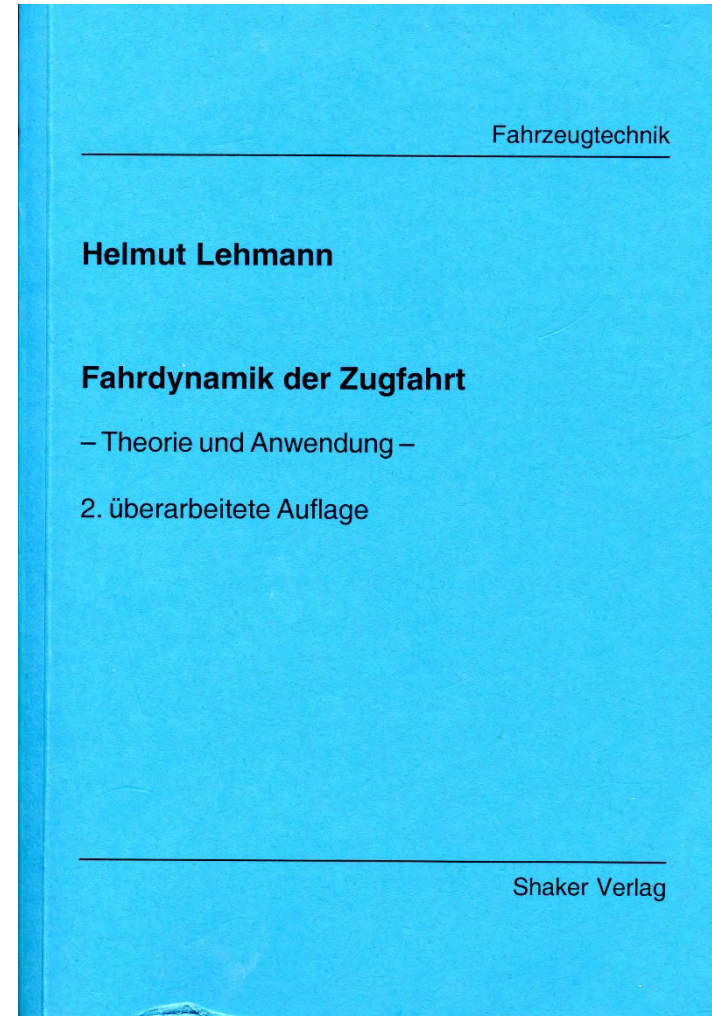 Fahrzeugtechnik
Helmut Lehmann
Fahrdynamik der Zugfahrt
– Theorie und Anwendung –
2. überarbeitete Auflage
Shaker Verlag